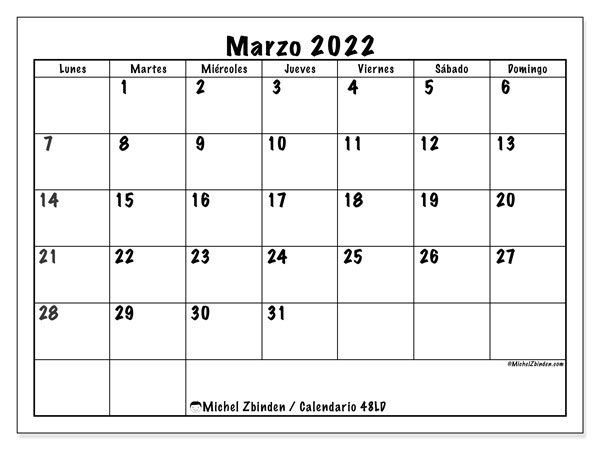 Marzo 2022
Lunes Martes Miércoles Jueves Viernes Sábado Domingo
1 2 3 4 5 6
7 8 9 10 11 12 13
14 15 16 17 18 19 20
21 22 23 24 25 26 27
28 29 30 31
©MichelZbinden.com
Michel Zbinden / Calendario 48LD